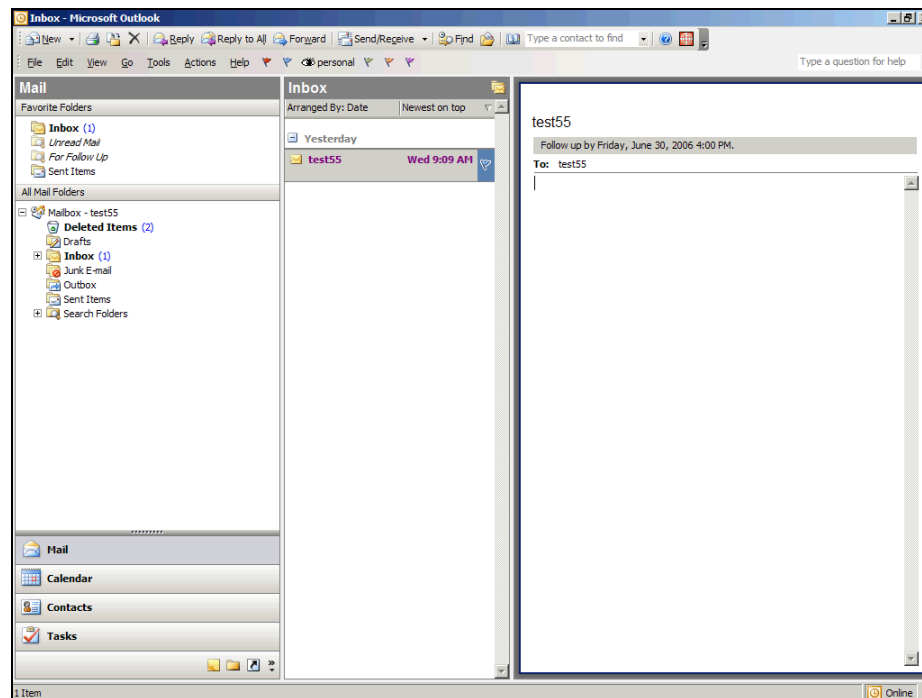 Inbox - Microsoft Outlook
New Reply Reply to All Forward Send/Receive Find Type a contact to find
File Edit View Go Tools Actions Help personal Type a question for help
Mail
Favorite Folders
Inbox (1)
Unread Mail
For Follow Up
Sent Items
All Mail Folders
Mailbox - test55
Deleted Items (2)
Drafts
Inbox (1)
Junk E-mail
Outbox
Sent Items
Search Folders
Mail
Calendar
Contacts
Tasks
Inbox
Arranged By: Date Newest on top
Yesterday
test55 Wed 9:09 AM
test55
Follow up by Friday, June 30, 2006 4:00 PM.
To: test55
1 Item Online